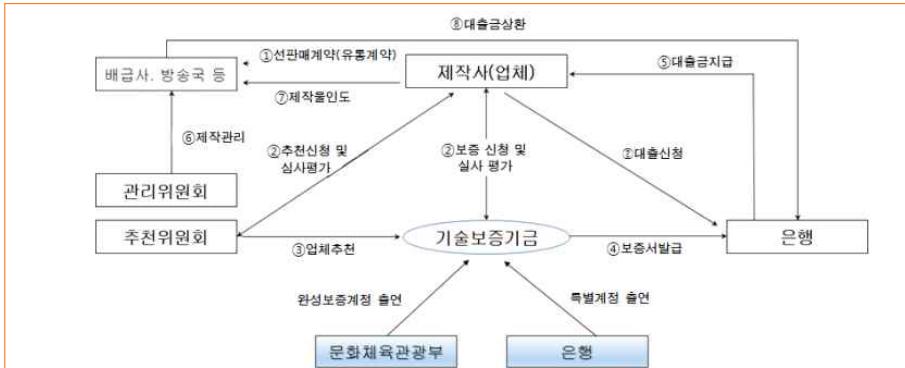 ⑧대출금상환
①선판매계약(유통계약)
배급사. 방송국 등
제작사(업체)
⑤대출금지급
⑦제작물인도
⑥제작관리
②추천신청 및
심사평가
②보증 신청 및
실사 평가
⑦대출신청
관리위원회
추천위원회
③업체추천
기술보증기금
④보증서발급
은행
완성보증계정 출연
특별계정 출연
문화체육관광부
은행